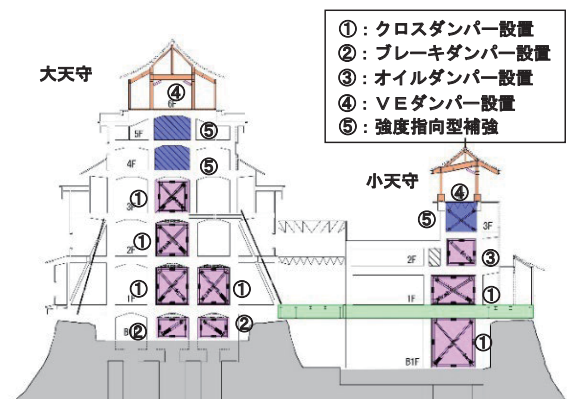 ①：クロスダンパー設置
②：ブレーキダンパー設置
③：オイルダンパー設置
④：ＶＥダンパー設置
⑤：強度指向型補強
大天守
④
6F
5F
⑤
4F
⑤
①
3F
①
2F
①
①
1F
②
②
小天守
④
⑤
3F
2F
③
1F
①
①
B1F